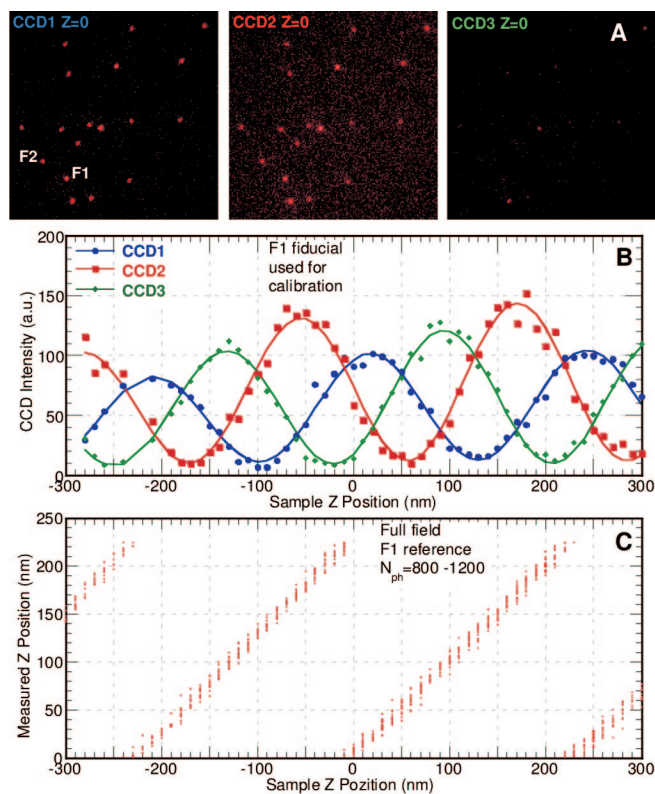 CCD1 Z=0
CCD2 Z=0
CCD3 Z=0
A
F2
F1
200
150
100
50
0
CCD Intensity (a.u.)
CCD1
CCD2
CCD3
F1 fiducial
used for
calibration
B
-300
-200
-100
0
100
200
300
Sample Z Position (nm)
250
200
150
100
50
0
Measured Z Position (nm)
Full field
F1 reference
Nph=800 -1200
C
-300
-200
-100
0
100
200
300
Sample Z Pozition (nm)